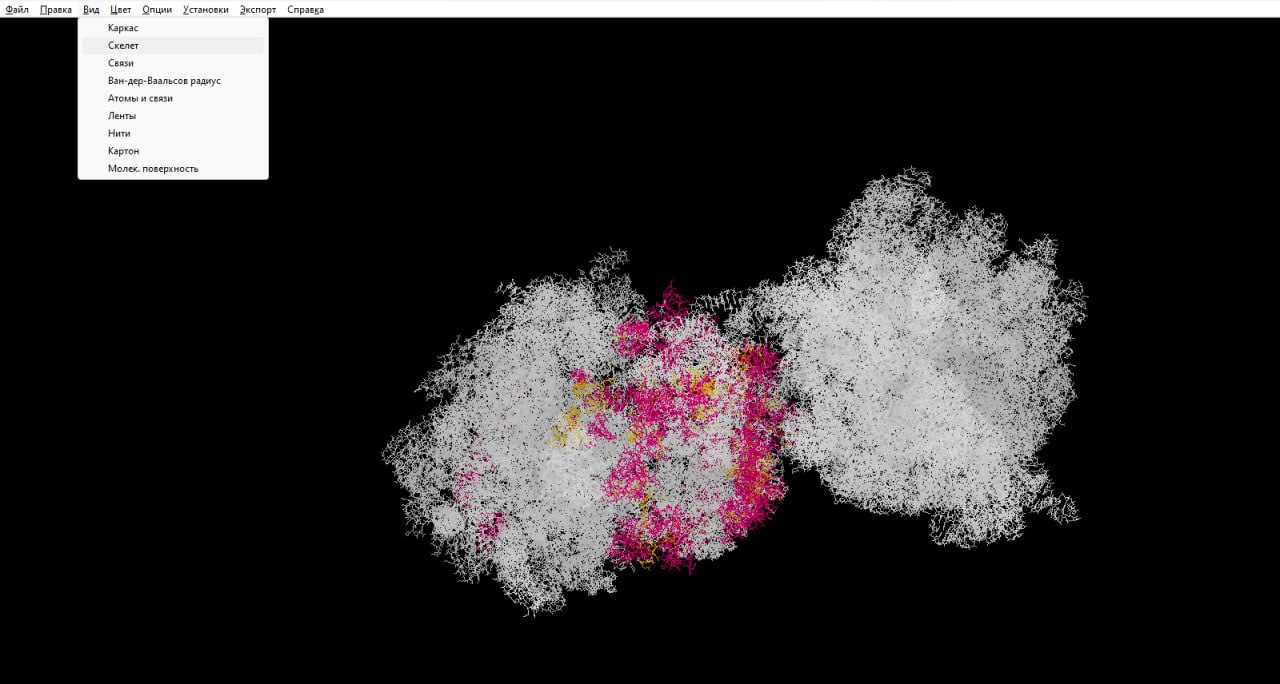 Файл Правка Вид Цвет Опции Установки Экспорт Справка
Каркас
Скелет
Связи
Ван-дер-Ваальсов радиус
Атомы и связи
Ленты
Нити
Картон
Молек. поверхность